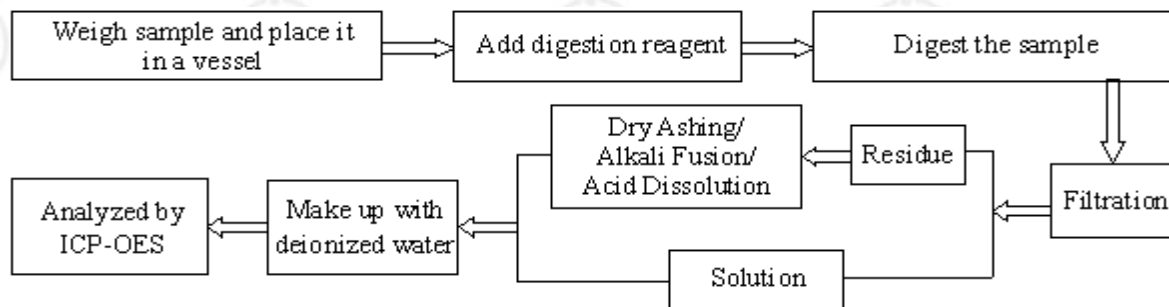 Weigh sample and place it
in a vessel
Add digestion reagent
Digest the sample
Filtration
Residue
Dry Ashing/
Alkali Fusion/
Acid Dissolution
Solution
Make up with
deionized water
Analyzed by
ICP-OES